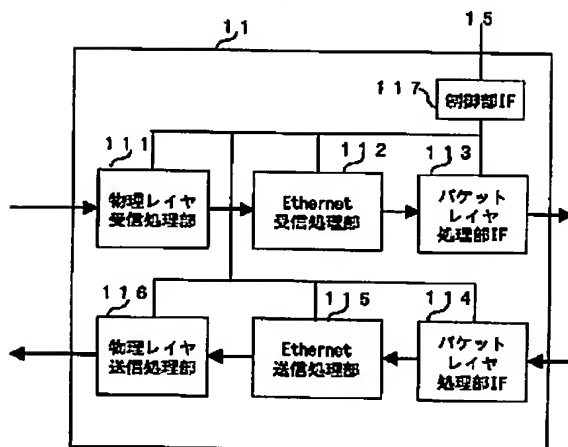 11
15
117
制御部IF
111
112
113
物理レイヤ
受信処理部
Ethernet
受信処理部
パケット
レイヤ
処理部IF
116
115
114
物理レイヤ
送信処理部
Ethernet
送信処理部
パケット
レイヤ
処理部IF